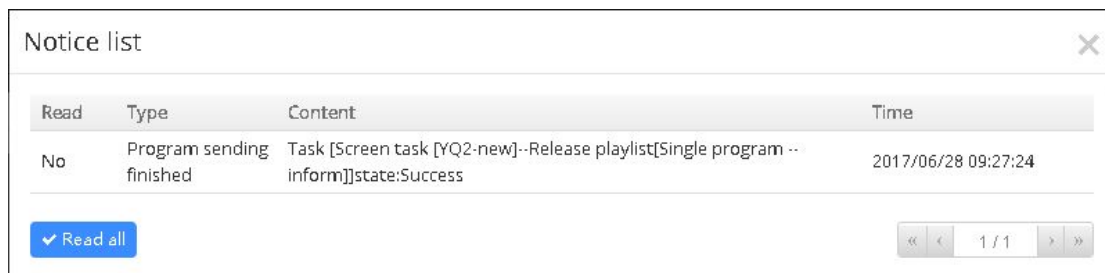 Notice list
Read Type Content Time
No Program sending finished Task [Screen task [YQ2-new]--Release playlist[Single program -- inform]]state:Success 2017/06/28 09:27:24
Read all
« ‹ 1 / 1 › »